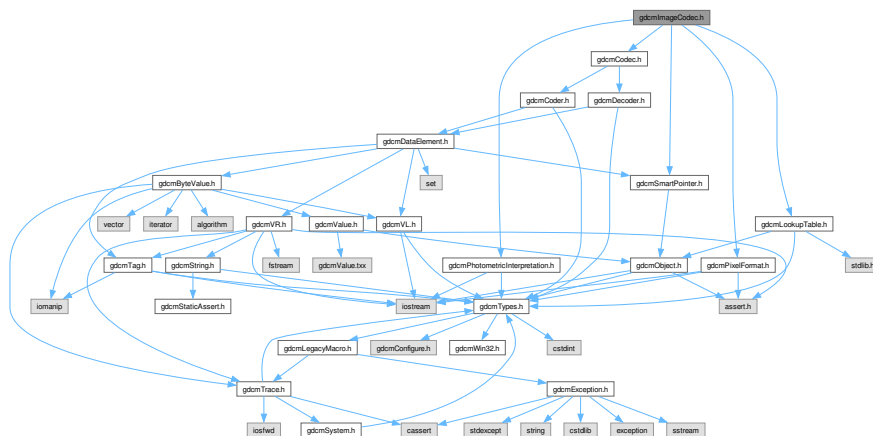 gdcmImageCodec.h
gdcmCodec.h
gdcmCoder.h
gdcmDecoder.h
gdcmDataElement.h
gdcmByteValue.h
set
gdcmSmartPointer.h
vector
iterator
algorithm
gdcmVR.h
gdcmValue.h
gdcmVL.h
gdcmLookupTable.h
gdcmTag.h
gdcmString.h
fstream
gdcmValue.txx
gdcmPhotometricInterpretation.h
gdcmObject.h
gdcmPixelFormat.h
stdlib.h
iomanip
gdcmStaticAssert.h
iostream
gdcmTypes.h
assert.h
gdcmLegacyMacro.h
gdcmConfigure.h
gdcmWin32.h
cstdint
gdcmTrace.h
gdcmException.h
iosfwd
gdcmSystem.h
cassert
stdexcept
string
cstdlib
exception
sstream